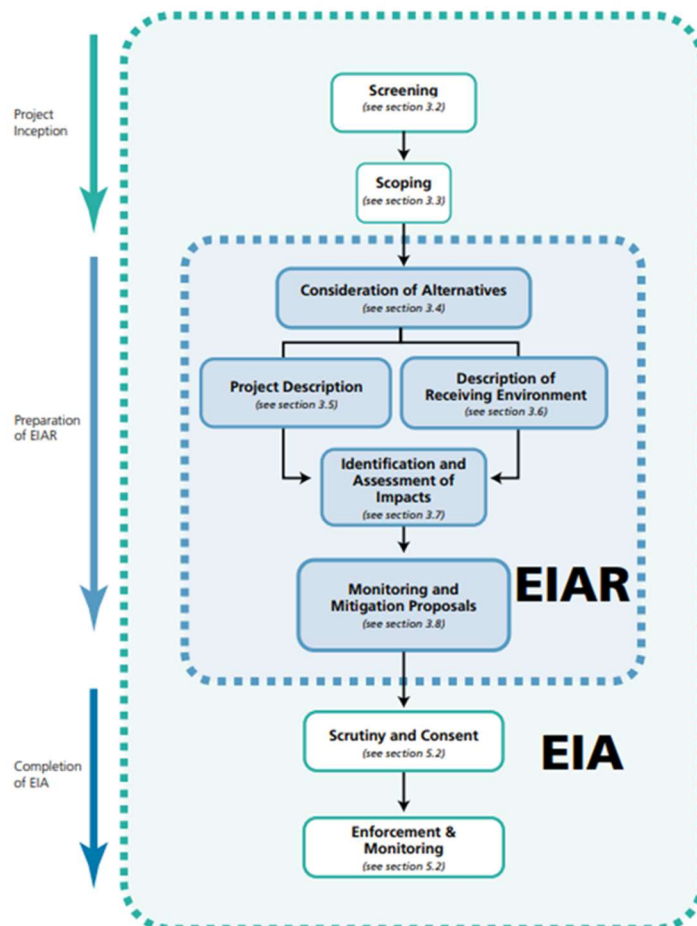 Project
Inception
Screening
(see section 3.2)
Scoping
(see section 3.3)
Preparation
of EIAR
Consideration of Alternatives
(see section 3.4)
Project Description
(see section 3.5)
Description of
Receiving Environment
(see section 3.6)
Identification and
Assessment of
Impacts
(see section 3.7)
Monitoring and
Mitigation Proposals
(see section 3.8)
EIAR
Completion
of EIA
Scrutiny and Consent
(see section 5.2)
EIA
Enforcement &
Monitoring
(see section 5.2)